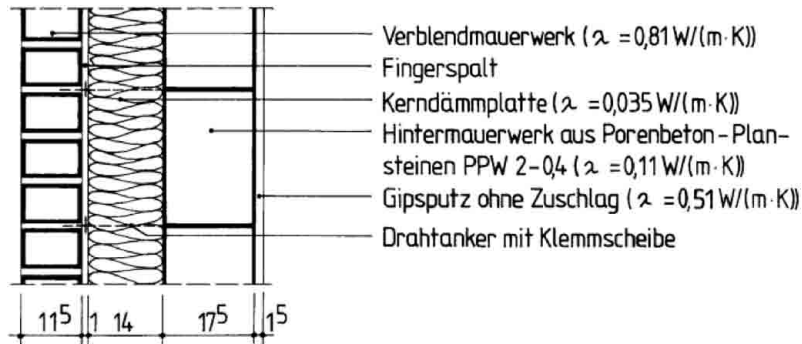 Verblendmauerwerk (λ = 0,81 W/(m·K))
Fingerspalt
Kerndämmplatte (λ = 0,035 W/(m·K))
Hintermauerwerk aus Porenbeton-Plan-
steinen PPW 2-0,4 (λ = 0,11 W/(m·K))
Gipsputz ohne Zuschlag (λ = 0,51 W/(m·K))
Drahtanker mit Klemmscheibe
11⁵ 1 14 17⁵ 1⁵